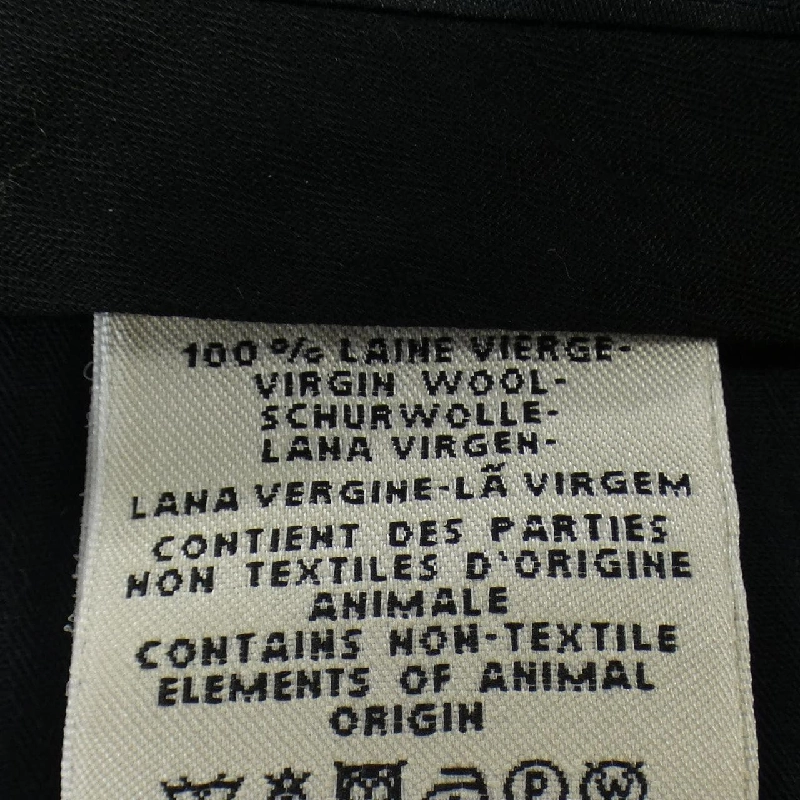 100% LAINE VIERGE-
VIRGIN WOOL-
SCHURWOLLE-
LANA VIRGEN-
LANA VERGINE-LÃ VIRGEM
CONTIENT DES PARTIES
NON TEXTILES D'ORIGINE
ANIMALE
CONTAINS NON-TEXTILE
ELEMENTS OF ANIMAL
ORIGIN
P W